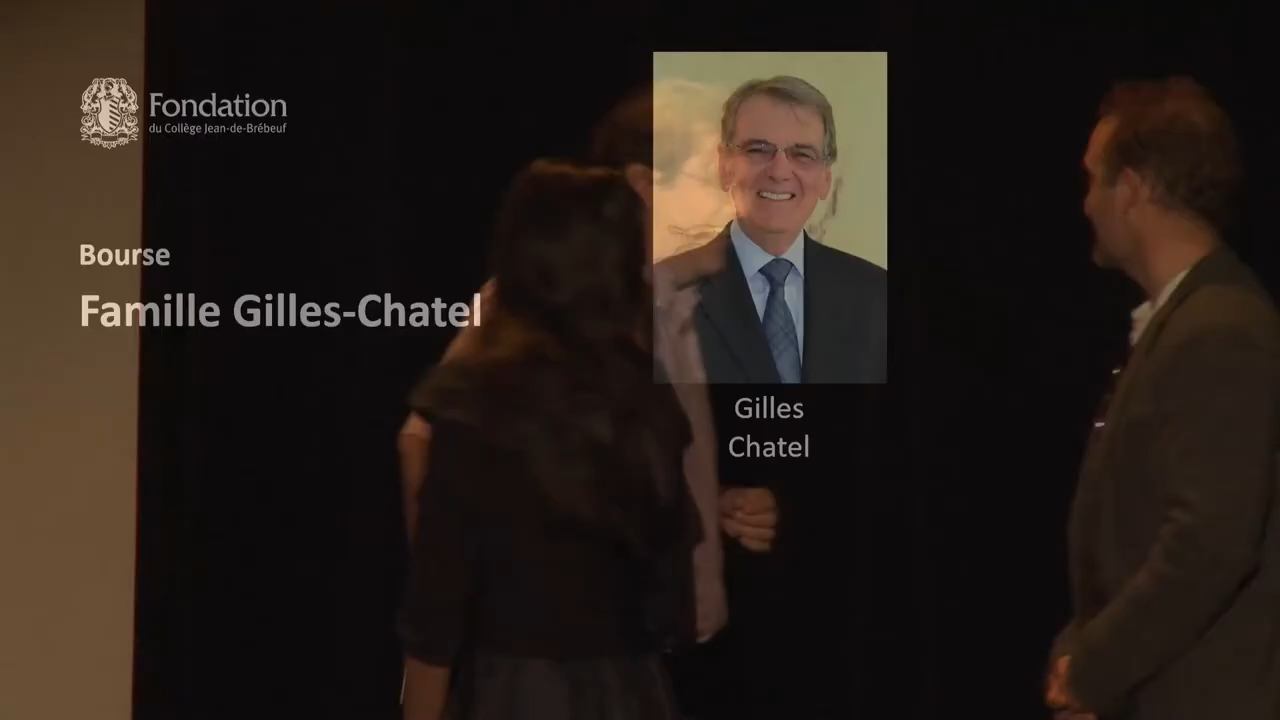 Fondation
du Collège Jean-de-Brébeuf
Bourse
Famille Gilles-Chatel
Gilles
Chatel